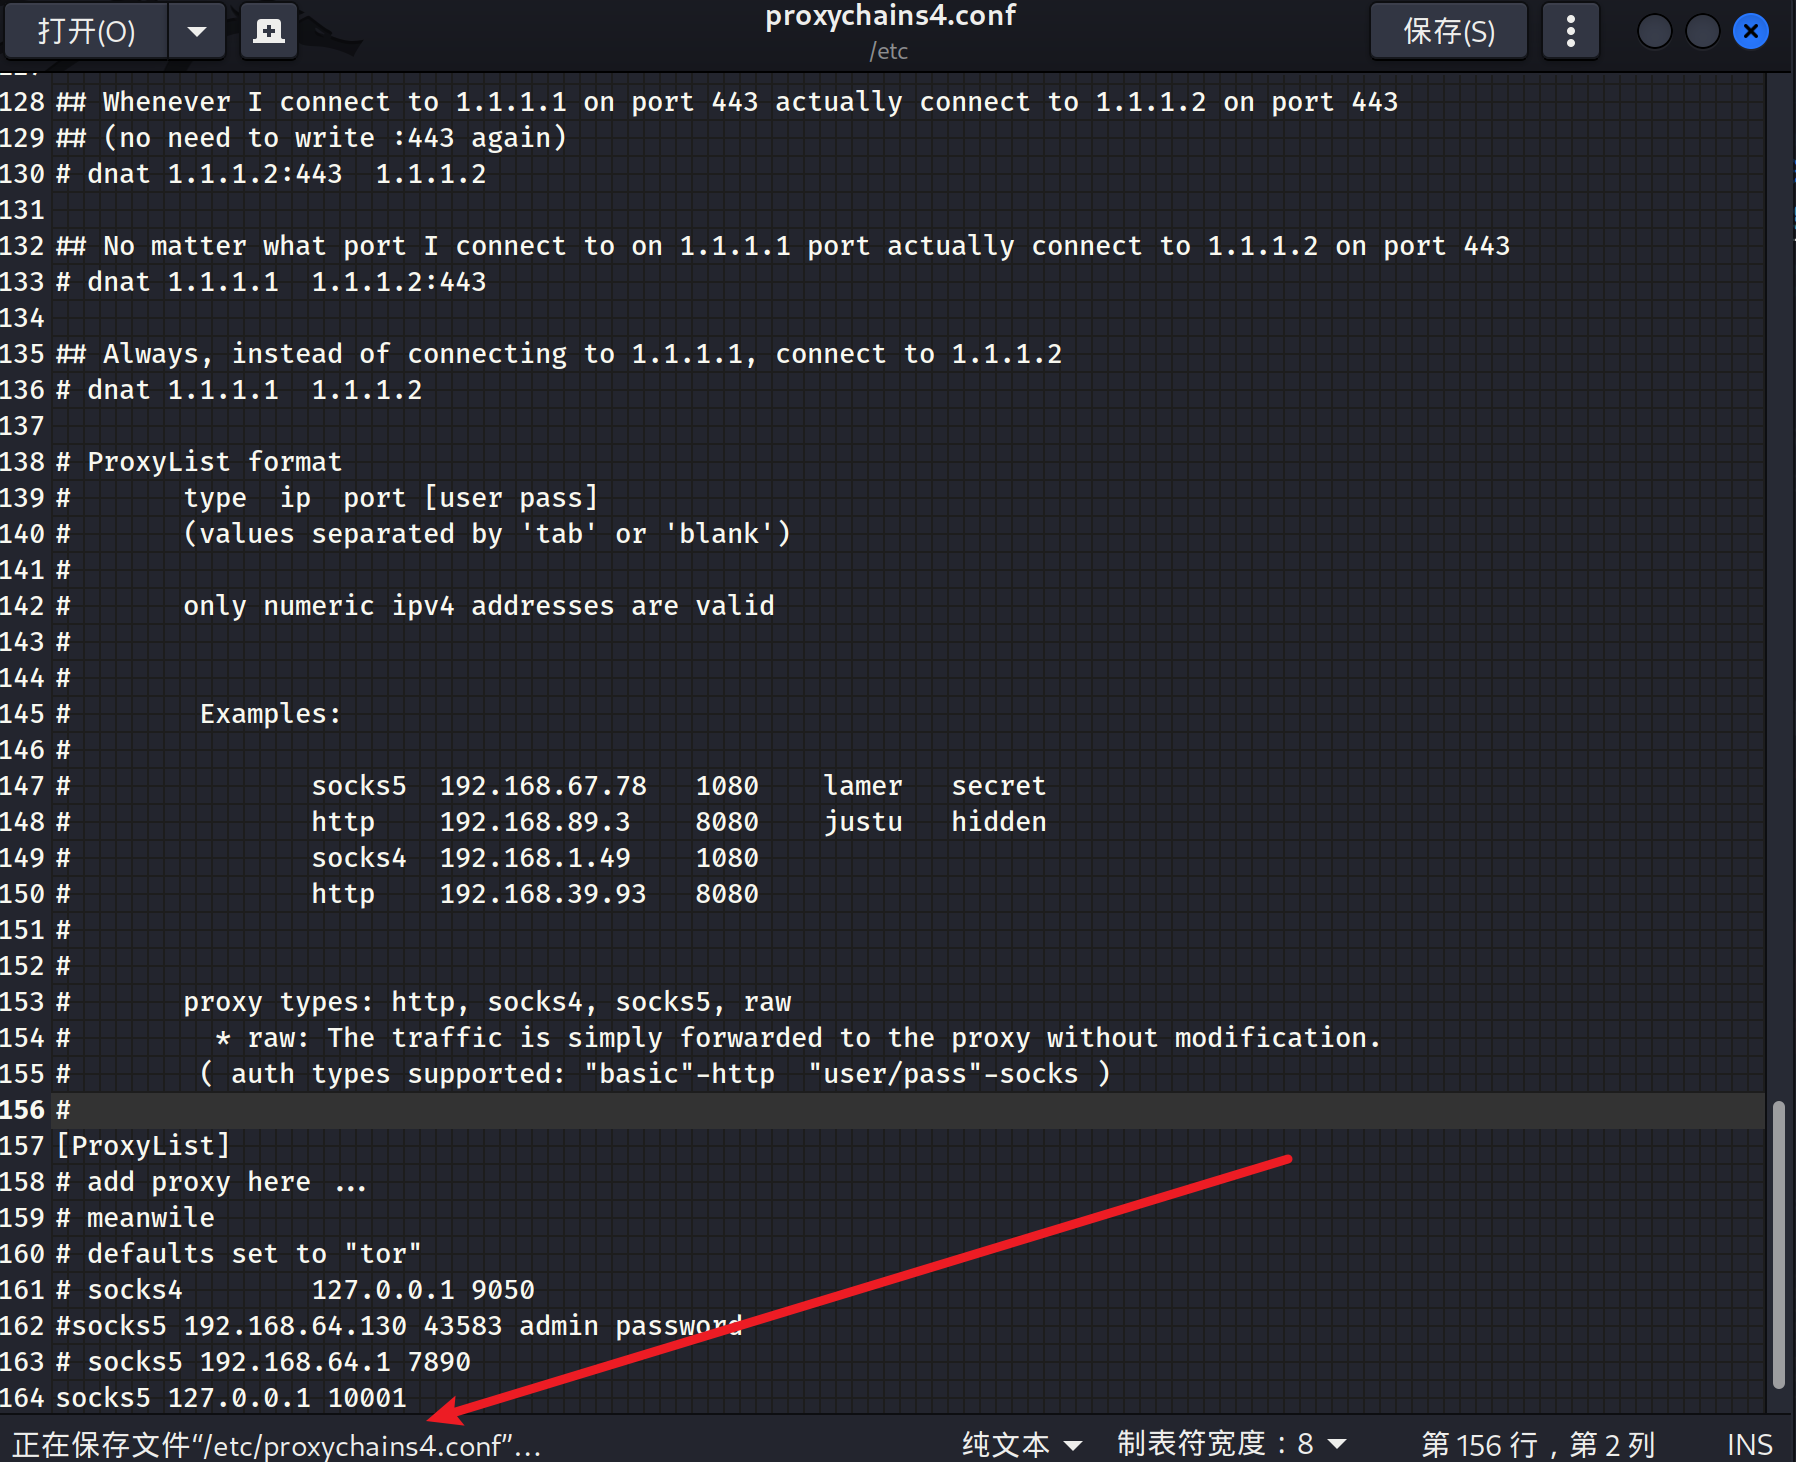 打开(O)
proxychains4.conf
/etc
保存(S)
128 ## Whenever I connect to 1.1.1.1 on port 443 actually connect to 1.1.1.2 on port 443
129 ## (no need to write :443 again)
130 # dnat 1.1.1.2:443  1.1.1.2
131
132 ## No matter what port I connect to on 1.1.1.1 port actually connect to 1.1.1.2 on port 443
133 # dnat 1.1.1.1  1.1.1.2:443
134
135 ## Always, instead of connecting to 1.1.1.1, connect to 1.1.1.2
136 # dnat 1.1.1.1  1.1.1.2
137
138 # ProxyList format
139 #       type  ip  port [user pass]
140 #       (values separated by 'tab' or 'blank')
141 #
142 #       only numeric ipv4 addresses are valid
143 #
144 #
145 #        Examples:
146 #
147 #               socks5  192.168.67.78   1080    lamer   secret
148 #               http    192.168.89.3    8080    justu   hidden
149 #               socks4  192.168.1.49    1080
150 #               http    192.168.39.93   8080
151 #
152 #
153 #       proxy types: http, socks4, socks5, raw
154 #         * raw: The traffic is simply forwarded to the proxy without modification.
155 #        ( auth types supported: "basic"-http  "user/pass"-socks )
156 #
157 [ProxyList]
158 # add proxy here ...
159 # meanwile
160 # defaults set to "tor"
161 # socks4        127.0.0.1 9050
162 #socks5 192.168.64.130 43583 admin password
163 # socks5 192.168.64.1 7890
164 socks5 127.0.0.1 10001
正在保存文件“/etc/proxychains4.conf”...
纯文本
制表符宽度：8
第 156 行，第 2 列
INS